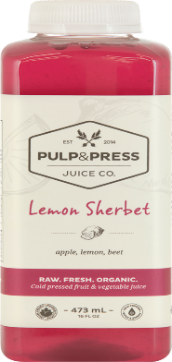 EST 2014
PULP&PRESS
JUICE CO.
Lemon Sherbet
apple, lemon, beet
RAW. FRESH. ORGANIC.
Cold pressed fruit & vegetable juice
- 473 mL -
16 FL OZ